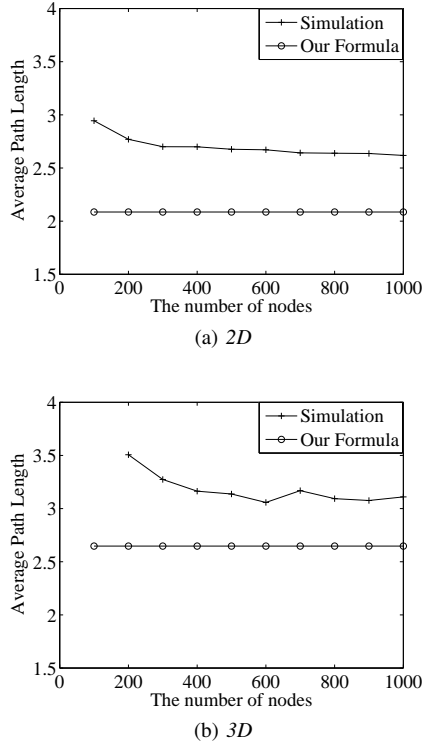 4
3.5
3
2.5
2
1.5
Average Path Length
Simulation
Our Formula
0 200 400 600 800 1000
The number of nodes
(a) 2D
4
3.5
3
2.5
2
1.5
Average Path Length
Simulation
Our Formula
0 200 400 600 800 1000
The number of nodes
(b) 3D